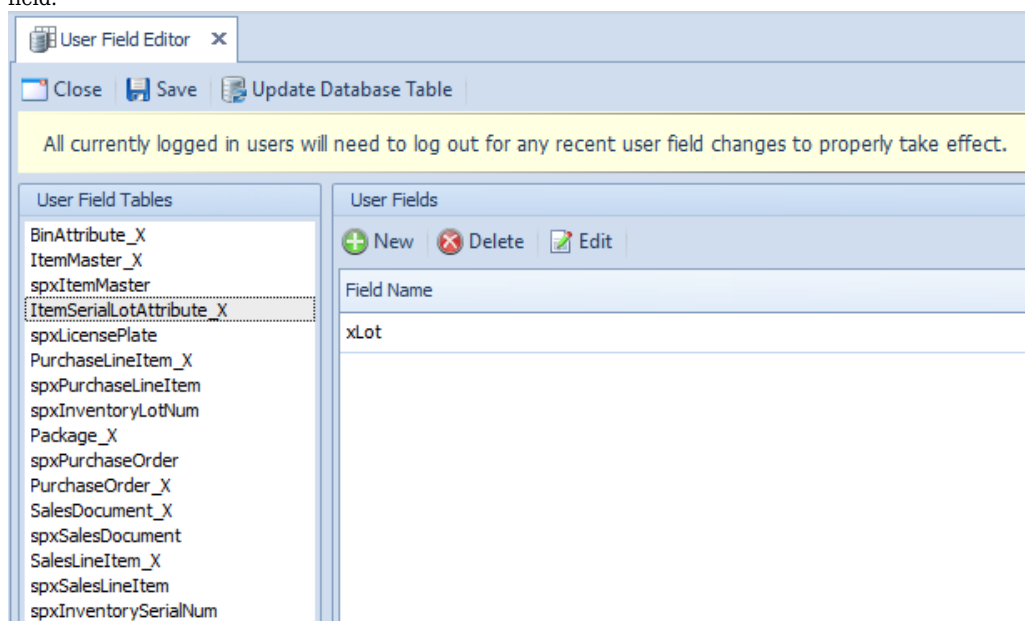 field.
User Field Editor x
Close Save Update Database Table
All currently logged in users will need to log out for any recent user field changes to properly take effect.
User Field Tables
BinAttribute_X
ItemMaster_X
spxItemMaster
ItemSerialLotAttribute_X
spxLicensePlate
PurchaseLineItem_X
spxPurchaseLineItem
spxInventoryLotNum
Package_X
spxPurchaseOrder
PurchaseOrder_X
SalesDocument_X
spxSalesDocument
SalesLineItem_X
spxSalesLineItem
spxInventorySerialNum
User Fields
New Delete Edit
Field Name
xLot